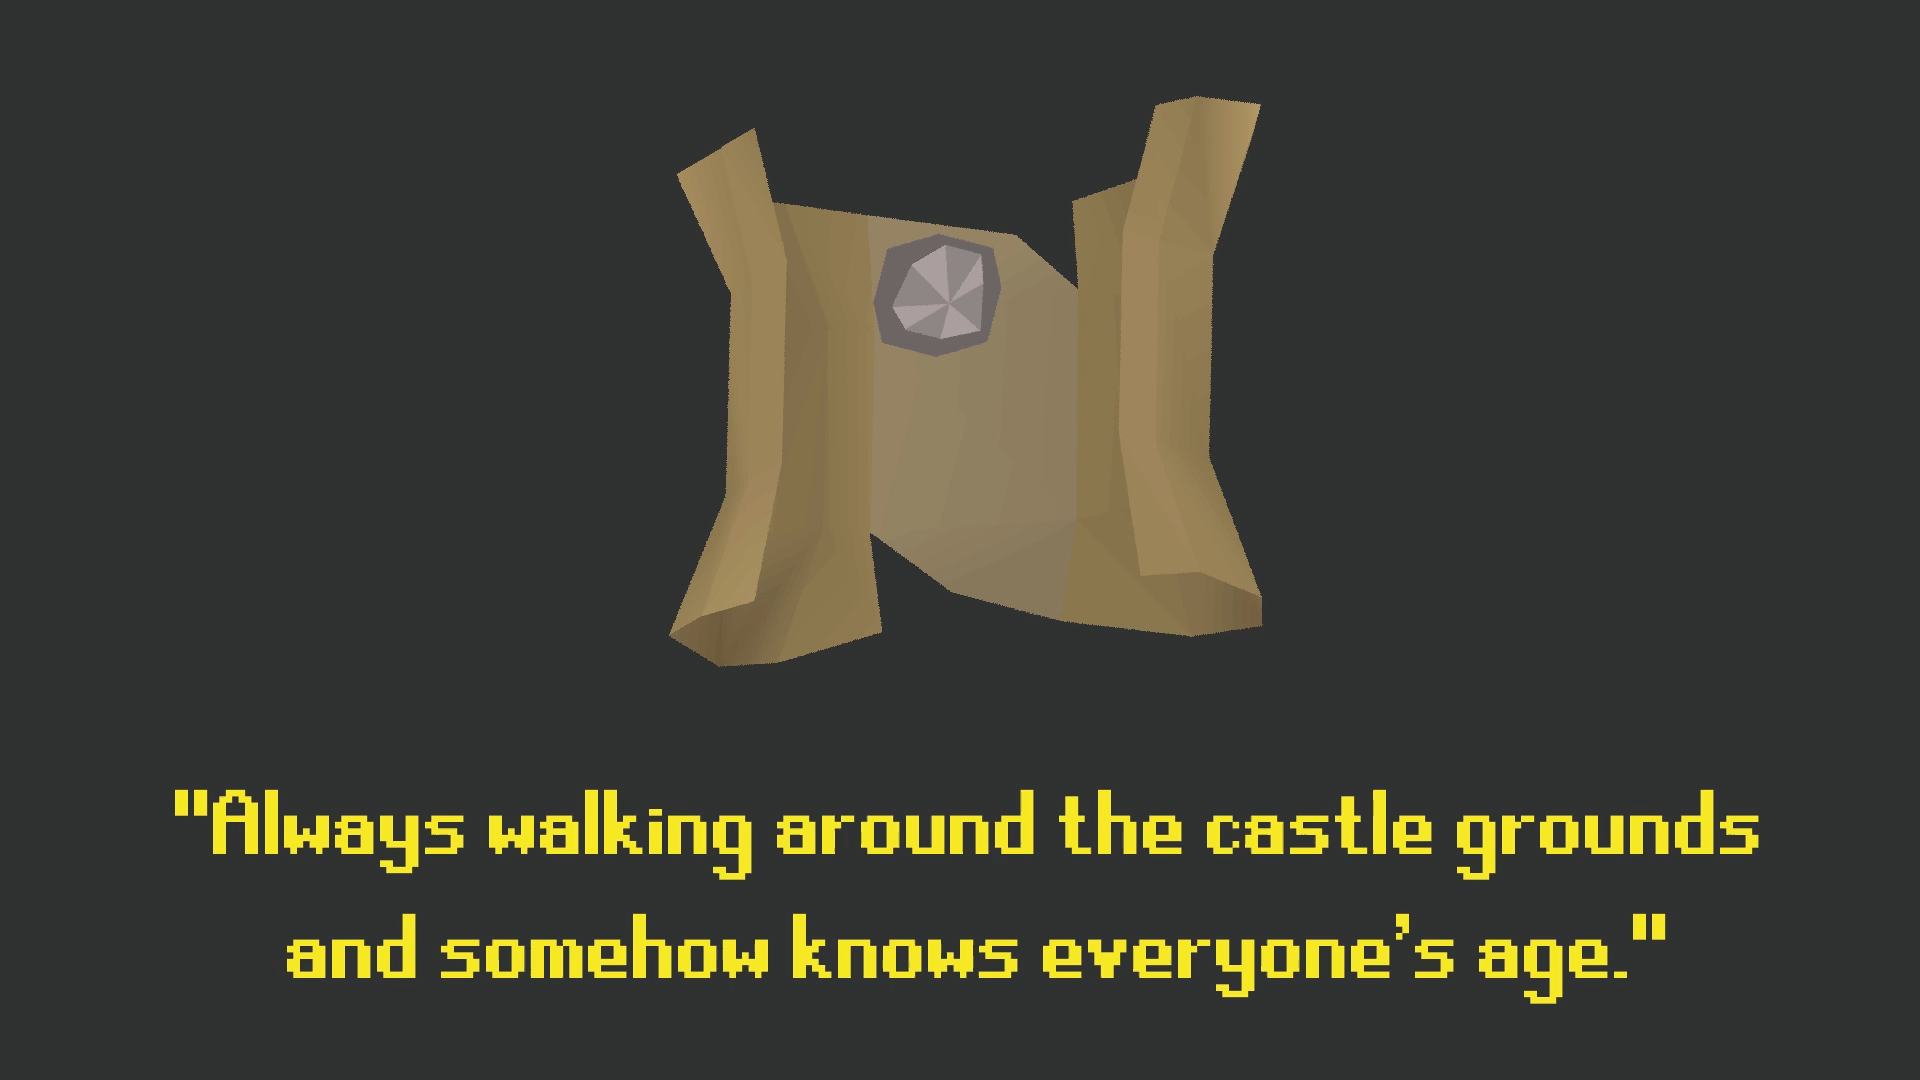 "Always walking around the castle grounds
and somehow knows everyone's age."